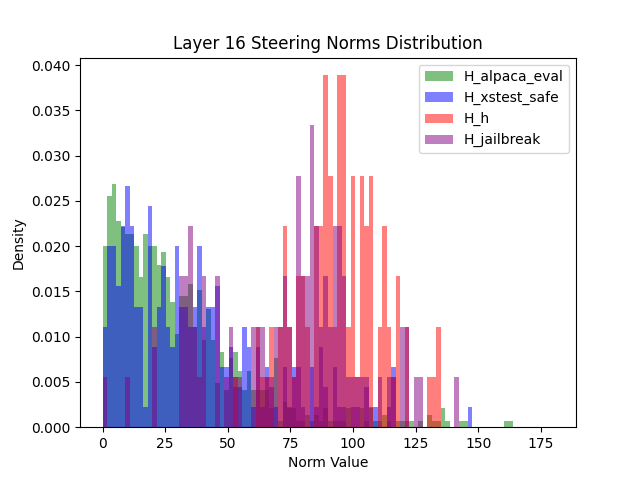 Layer 16 Steering Norms Distribution
0.040
0.035
0.030
0.025
0.020
0.015
0.010
0.005
0.000
Density
H_alpaca_eval
H_xstest_safe
H_h
H_jailbreak
0
25
50
75
100
125
150
175
Norm Value